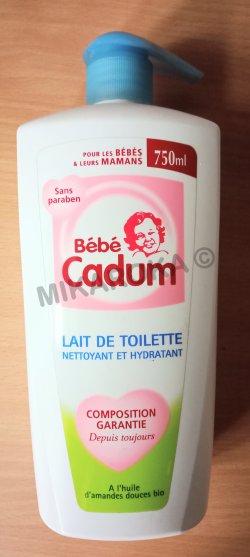 POUR LES BÉBÉS
& LEURS MAMANS
750ml
Sans
paraben
Bébé
Cadum
MIRAPUKA ©
LAIT DE TOILETTE
NETTOYANT ET HYDRATANT
COMPOSITION
GARANTIE
Depuis toujours
A l'huile
d'amandes douces bio